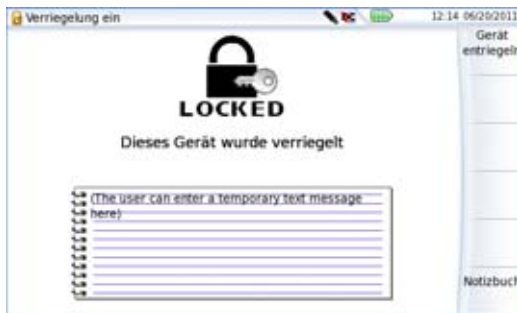 Verriegelung ein
12:14 06/20/2011
Gerät
entriegeln
LOCKED
Dieses Gerät wurde verriegelt
(The user can enter a temporary text message
here)
Notizbuch